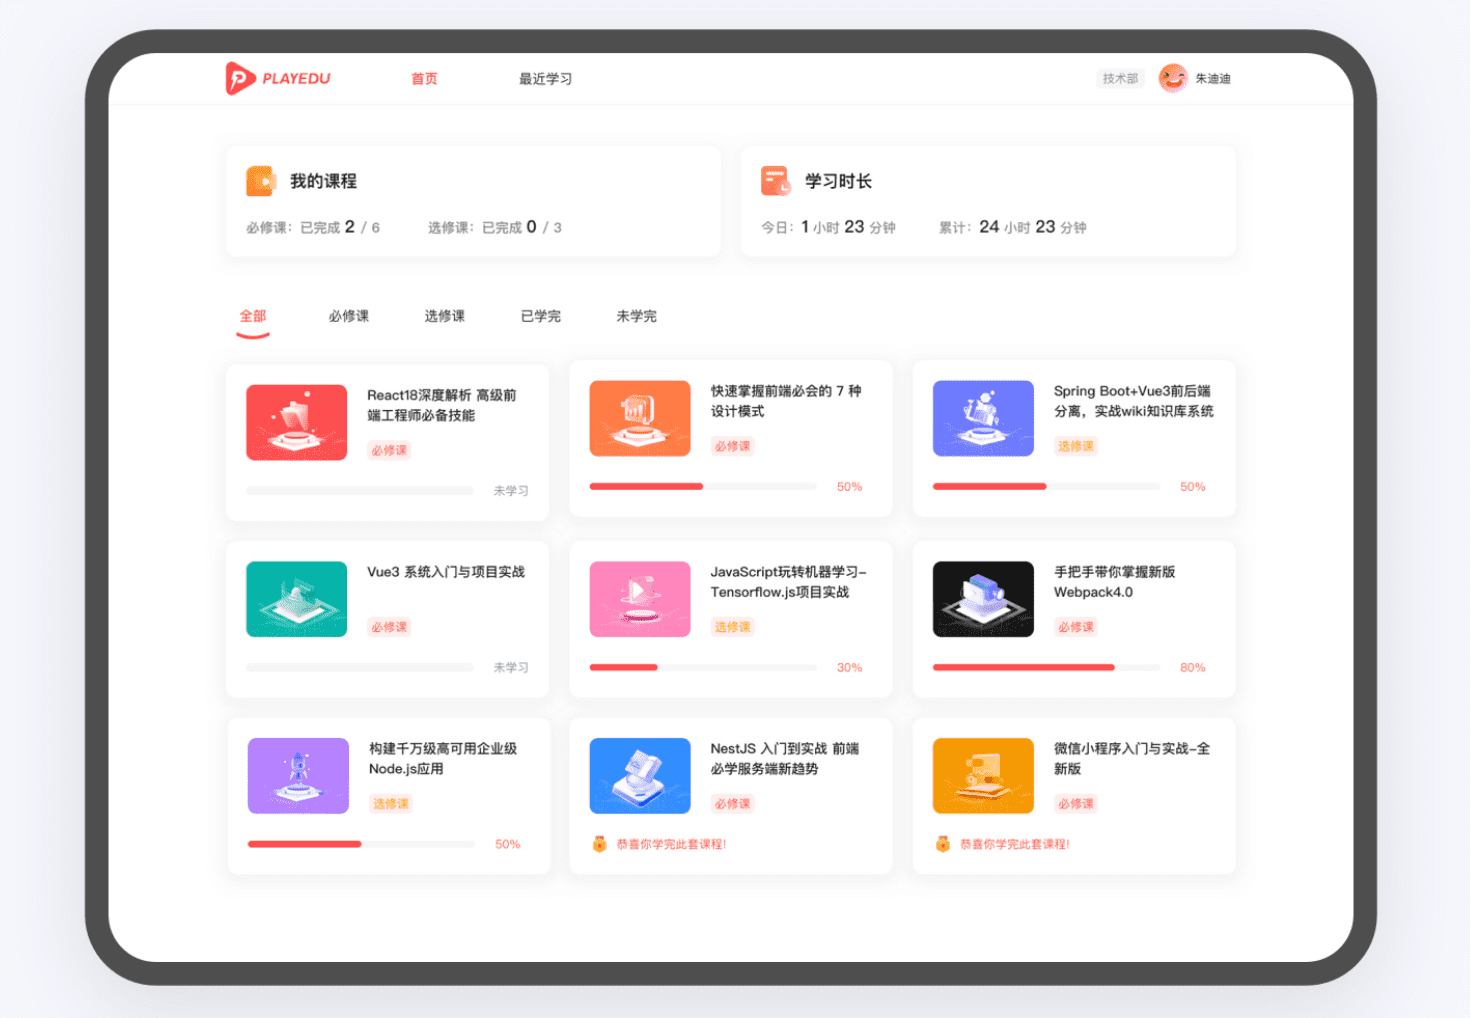 PLAYEDU
首页
最近学习
技术部
朱迪迪
我的课程
必修课：已完成 2 / 6
选修课：已完成 0 / 3
学习时长
今日：1 小时 23 分钟
累计：24 小时 23 分钟
全部
必修课
选修课
已学完
未学完
React18深度解析 高级前
端工程师必备技能
必修课
未学习
快速掌握前端必会的 7 种
设计模式
必修课
50%
Spring Boot+Vue3前后端
分离，实战wiki知识库系统
选修课
50%
Vue3 系统入门与项目实战
必修课
未学习
JavaScript玩转机器学习-
Tensorflow.js项目实战
选修课
30%
手把手带你掌握新版
Webpack4.0
必修课
80%
构建千万级高可用企业级
Node.js应用
选修课
50%
NestJS 入门到实战 前端
必学服务端新趋势
必修课
恭喜你学完此套课程!
微信小程序入门与实战-全
新版
必修课
恭喜你学完此套课程!